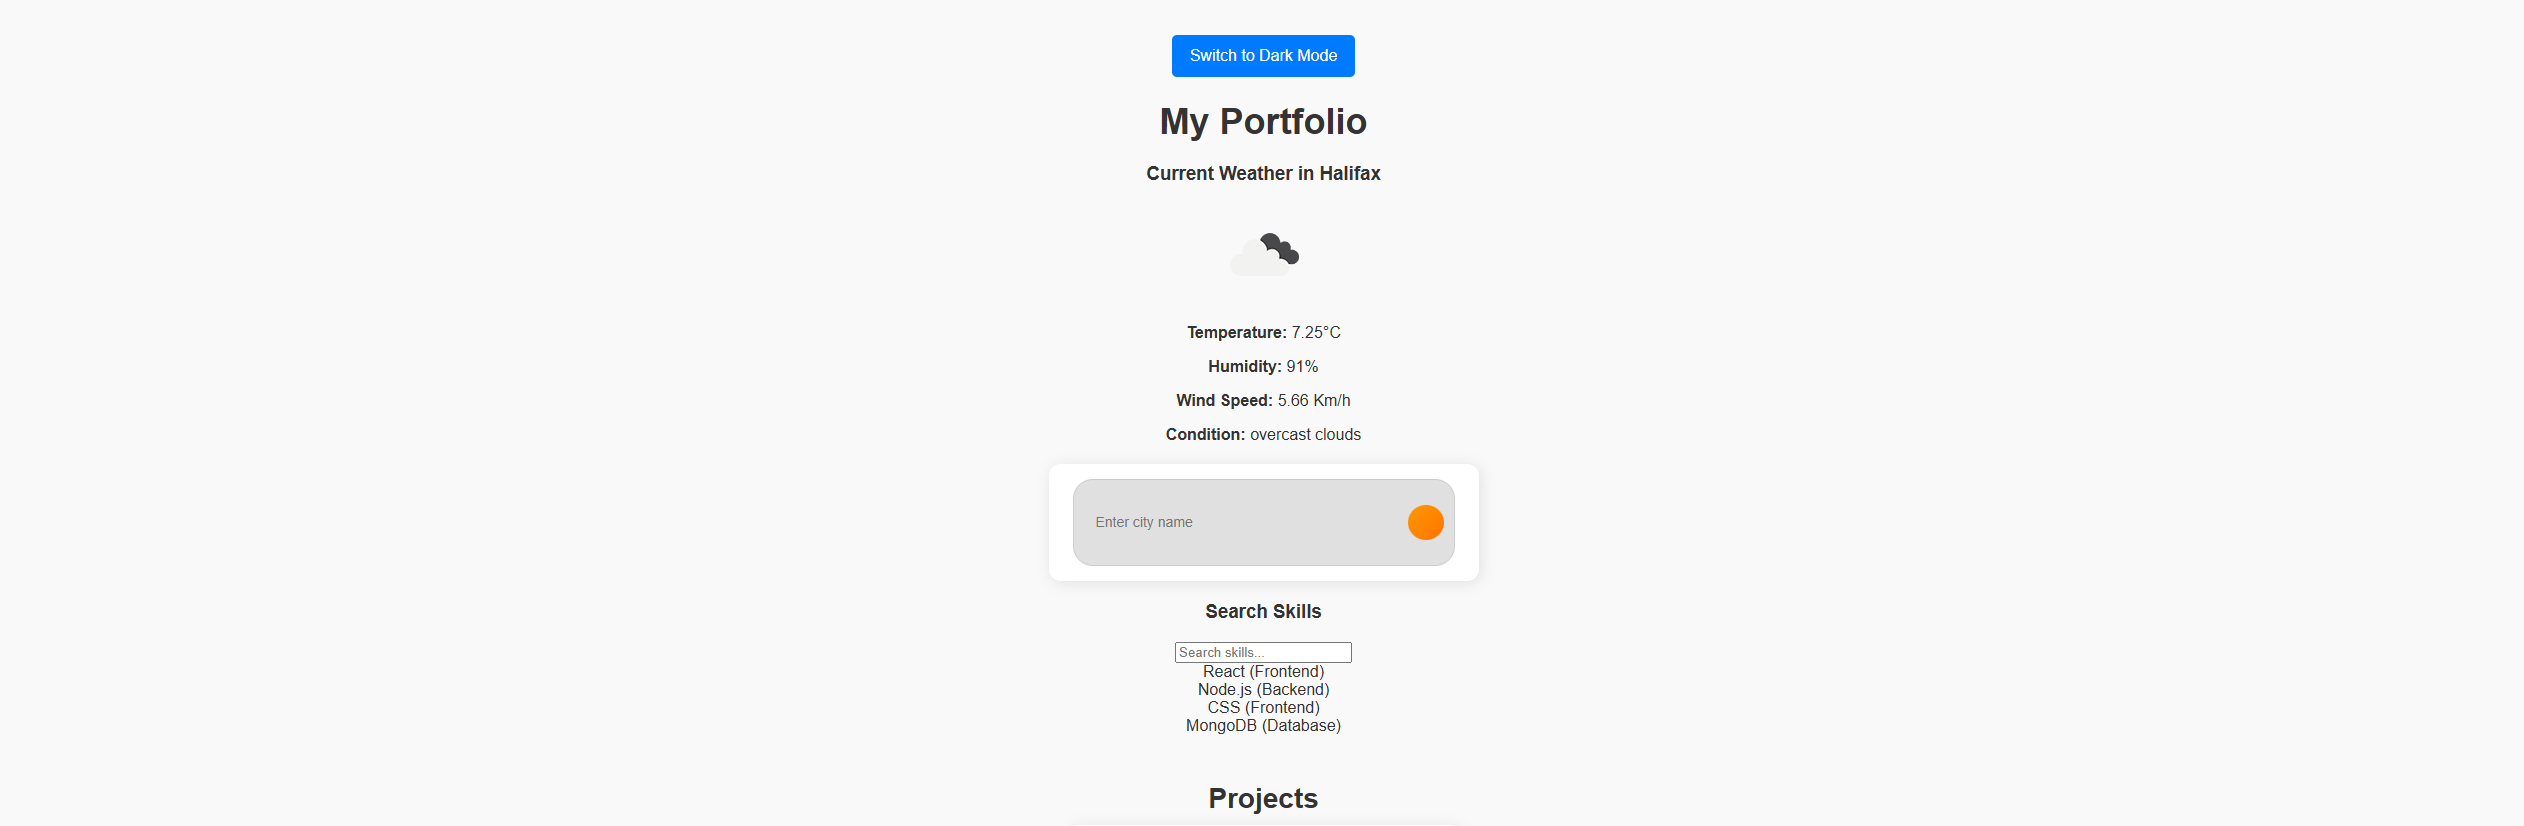 Switch to Dark Mode
My Portfolio
Current Weather in Halifax
Temperature: 7.25°C
Humidity: 91%
Wind Speed: 5.66 Km/h
Condition: overcast clouds
Enter city name
Search Skills
Search skills...
React (Frontend)
Node.js (Backend)
CSS (Frontend)
MongoDB (Database)
Projects